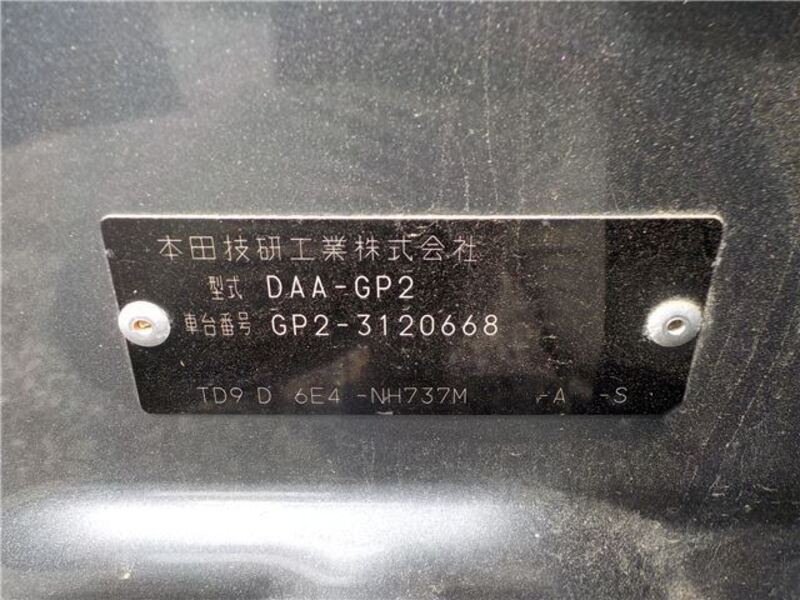 本田技研工業株式会社
型式 DAA-GP2
車台番号 GP2-3120668
TD9 D 6E4 -NH737M -A -S